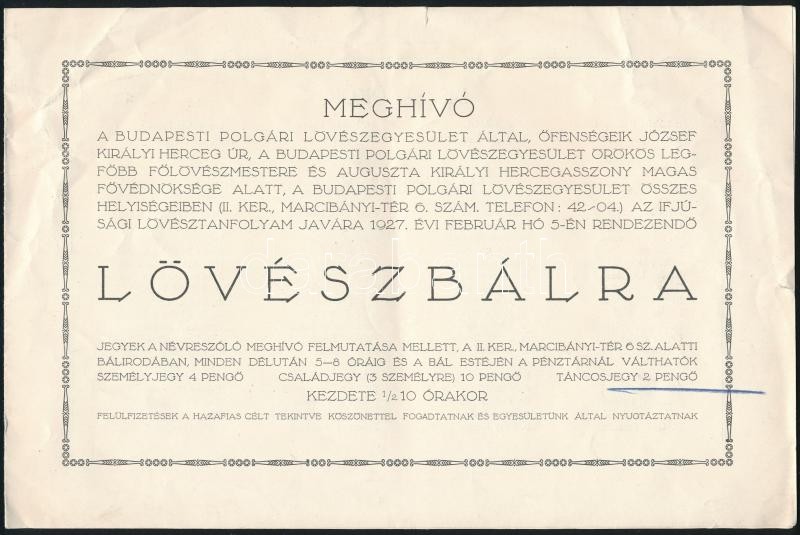 MEGHÍVÓ
A BUDAPESTI POLGÁRI LÖVÉSZEGYESÜLET ÁLTAL, ŐFENSÉGEIK JÓZSEF
KIRÁLYI HERCEG ÚR, A BUDAPESTI POLGÁRI LÖVÉSZEGYESÜLET ÖRÖKÖS LEG-
FŐBB FŐLÖVÉSZMESTERE ÉS AUGUSZTA KIRÁLYI HERCEGASSZONY MAGAS
FŐVÉDNÖKSÉGE ALATT, A BUDAPESTI POLGÁRI LÖVÉSZEGYESÜLET ÖSSZES
HELYISÉGEIBEN (II. KER., MARCIBÁNYI-TÉR 6. SZÁM. TELEFON: 42-04.) AZ IFJÚ-
SÁGI LÖVÉSZTANFOLYAM JAVÁRA 1927. ÉVI FEBRUÁR HÓ 5-ÉN RENDEZENDŐ
LÖVÉSZBÁLRA
JEGYEK A NÉVRESZÓLÓ MEGHÍVÓ FELMUTATÁSA MELLETT, A II. KER., MARCIBÁNYI-TÉR 6 SZ. ALATTI
BÁLIRODÁBAN, MINDEN DÉLUTÁN 5—8 ÓRÁIG ÉS A BÁL ESTÉJÉN A PÉNZTÁRNÁL VÁLTHATÓK
SZEMÉLYJEGY 4 PENGŐ CSALÁDJEGY (3 SZEMÉLYRE) 10 PENGŐ TÁNCOSJEGY 2 PENGŐ
KEZDETE 1/2 10 ÓRAKOR
FELÜLFIZETÉSEK A HAZAFIAS CÉLT TEKINTVE KÖSZÖNETTEL FOGADTATNAK ÉS EGYESÜLETÜNK ÁLTAL NYUGTÁZTATNAK